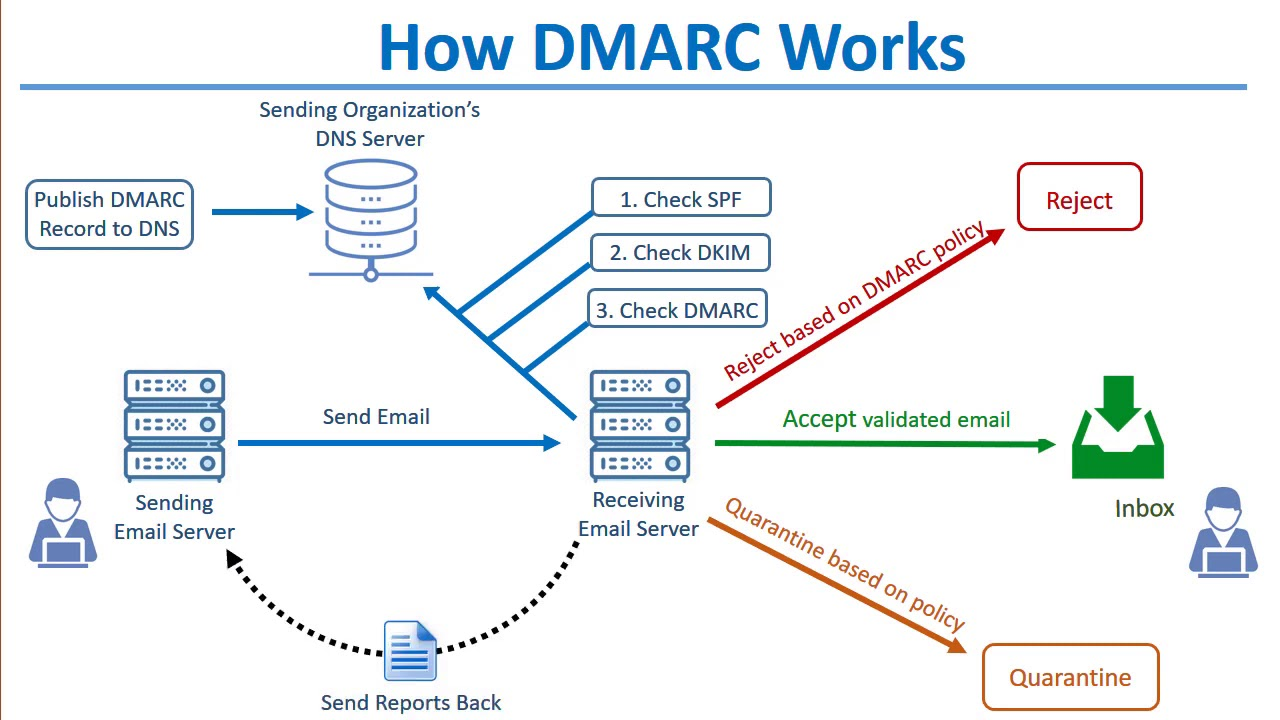 How DMARC Works
Sending Organization's
DNS Server
Publish DMARC
Record to DNS
1. Check SPF
2. Check DKIM
3. Check DMARC
Reject based on DMARC policy
Reject
Send Email
Accept validated email
Sending
Email Server
Receiving
Email Server
Inbox
Quarantine based on policy
Quarantine
Send Reports Back